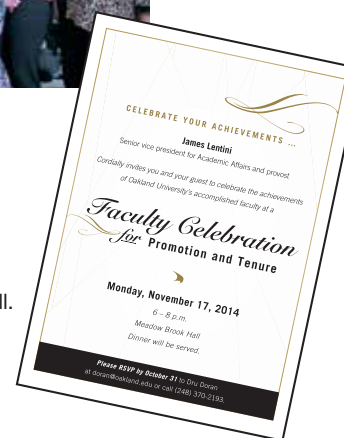 CELEBRATE YOUR ACHIEVEMENTS ...
James Lentini
Senior vice president for Academic Affairs and provost
Cordially invites you and your guest to celebrate the achievements
of Oakland University's accomplished faculty at a
Faculty Celebration
for Promotion and Tenure
Monday, November 17, 2014
6 – 8 p.m.
Meadow Brook Hall
Dinner will be served.
ll.
Please RSVP by October 31 to Dru Doran
at doran@oakland.edu or call (248) 370-2193.